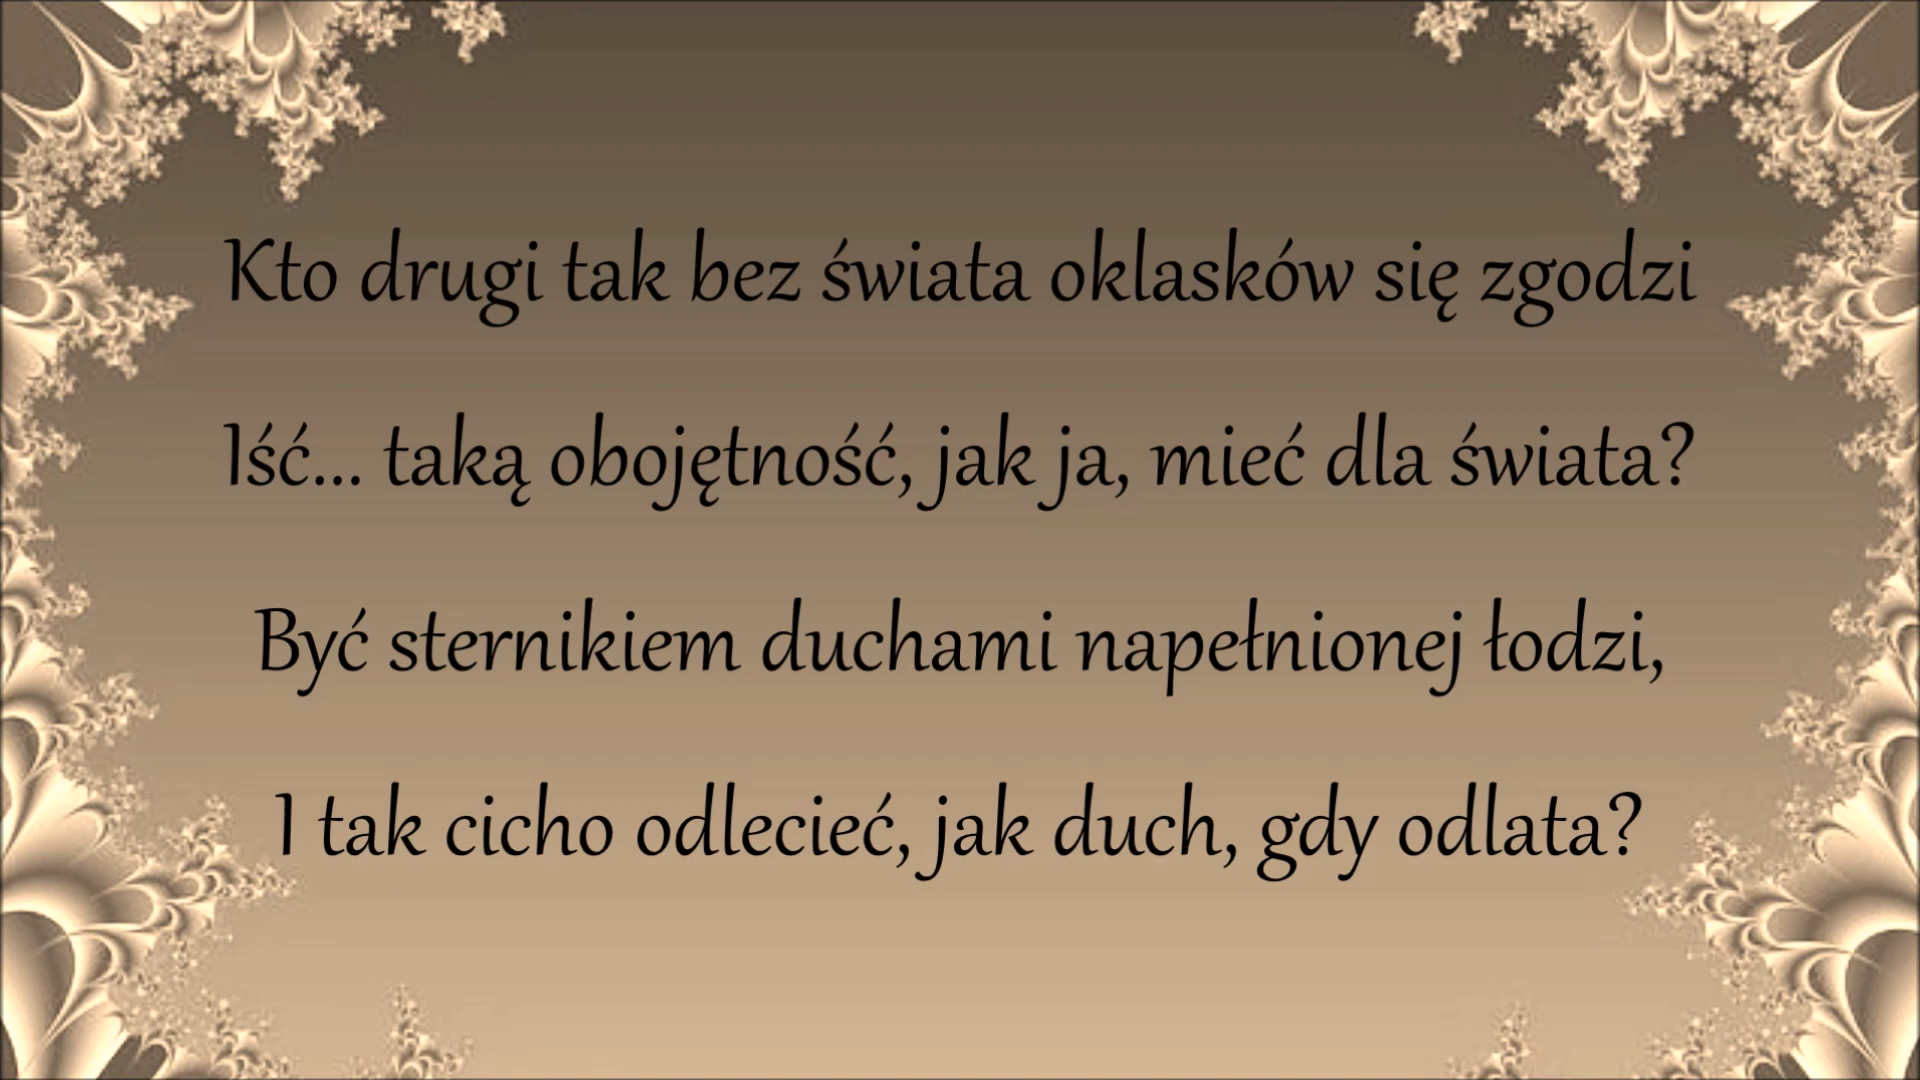 Kto drugi tak bez świata oklasków się zgodzi
Iść... taką obojętność, jak ja, mieć dla świata?
Być sternikiem duchami napełnionej łodzi,
I tak cicho odlecieć, jak duch, gdy odlata?